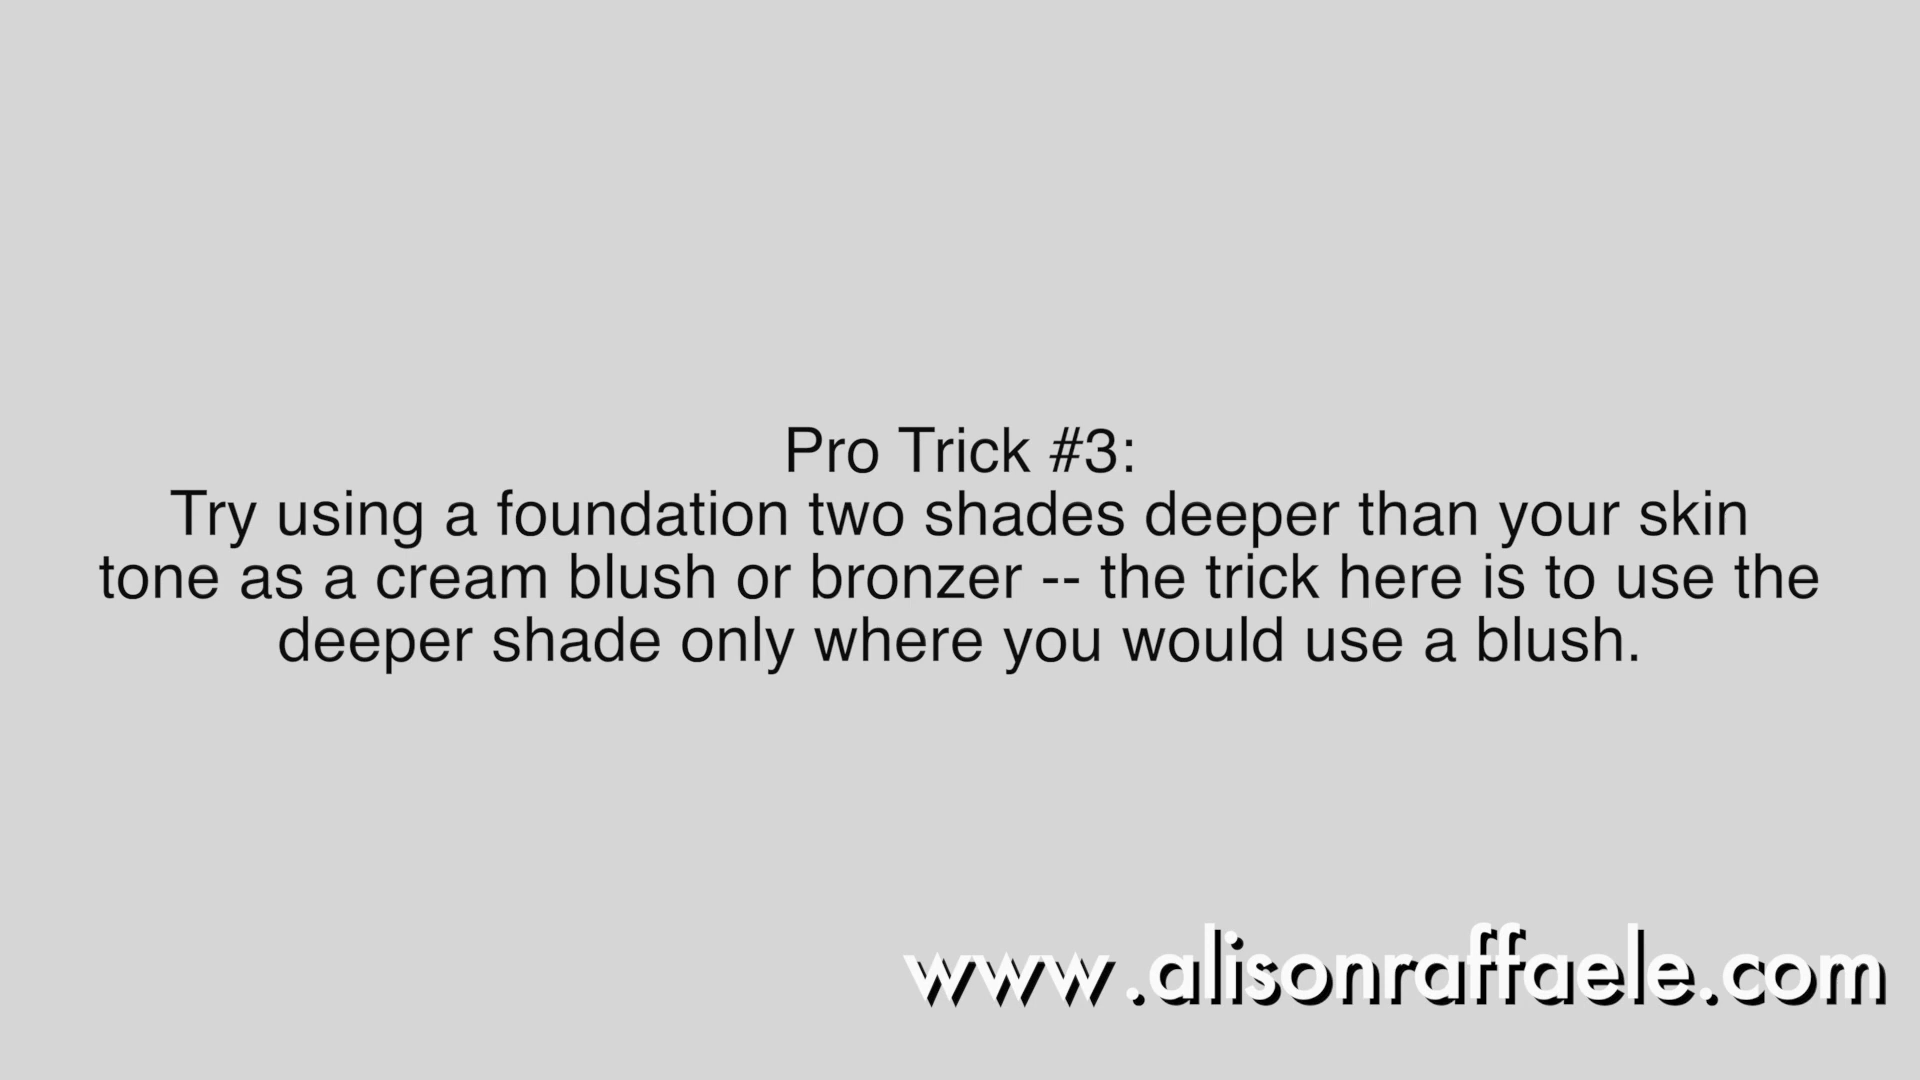 Pro Trick #3:
Try using a foundation two shades deeper than your skin
tone as a cream blush or bronzer -- the trick here is to use the
deeper shade only where you would use a blush.
www.alisonraffaele.com